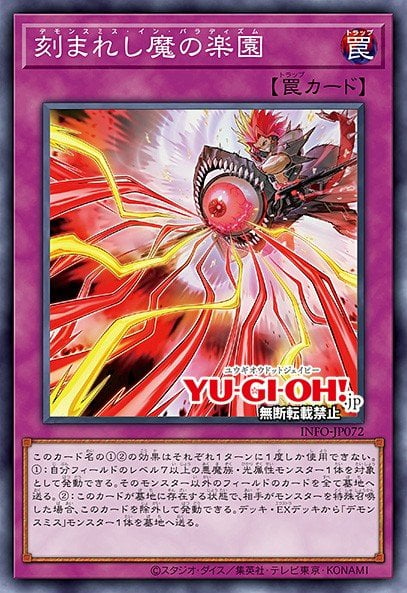 デモンスミス・イン・パラディズム
刻まれし魔の楽園
トラップ
罠
トラップ
【罠カード】
ユウギオウドットジェイピー
YU-GI-OH!.jp
無断転載禁止
INFO-JP072
このカード名の①②の効果はそれぞれ1ターンに1度しか使用できない。
①：自分フィールドのレベル7以上の悪魔族・光属性モンスター1体を対象
として発動できる。そのモンスター以外のフィールドのカードを全て墓地へ
送る。②：このカードが墓地に存在する状態で、相手がモンスターを特殊召喚
した場合、このカードを除外して発動できる。デッキ・EXデッキから「デモン
スミス」モンスター1体を墓地へ送る。
©スタジオ・ダイス／集英社・テレビ東京・KONAMI